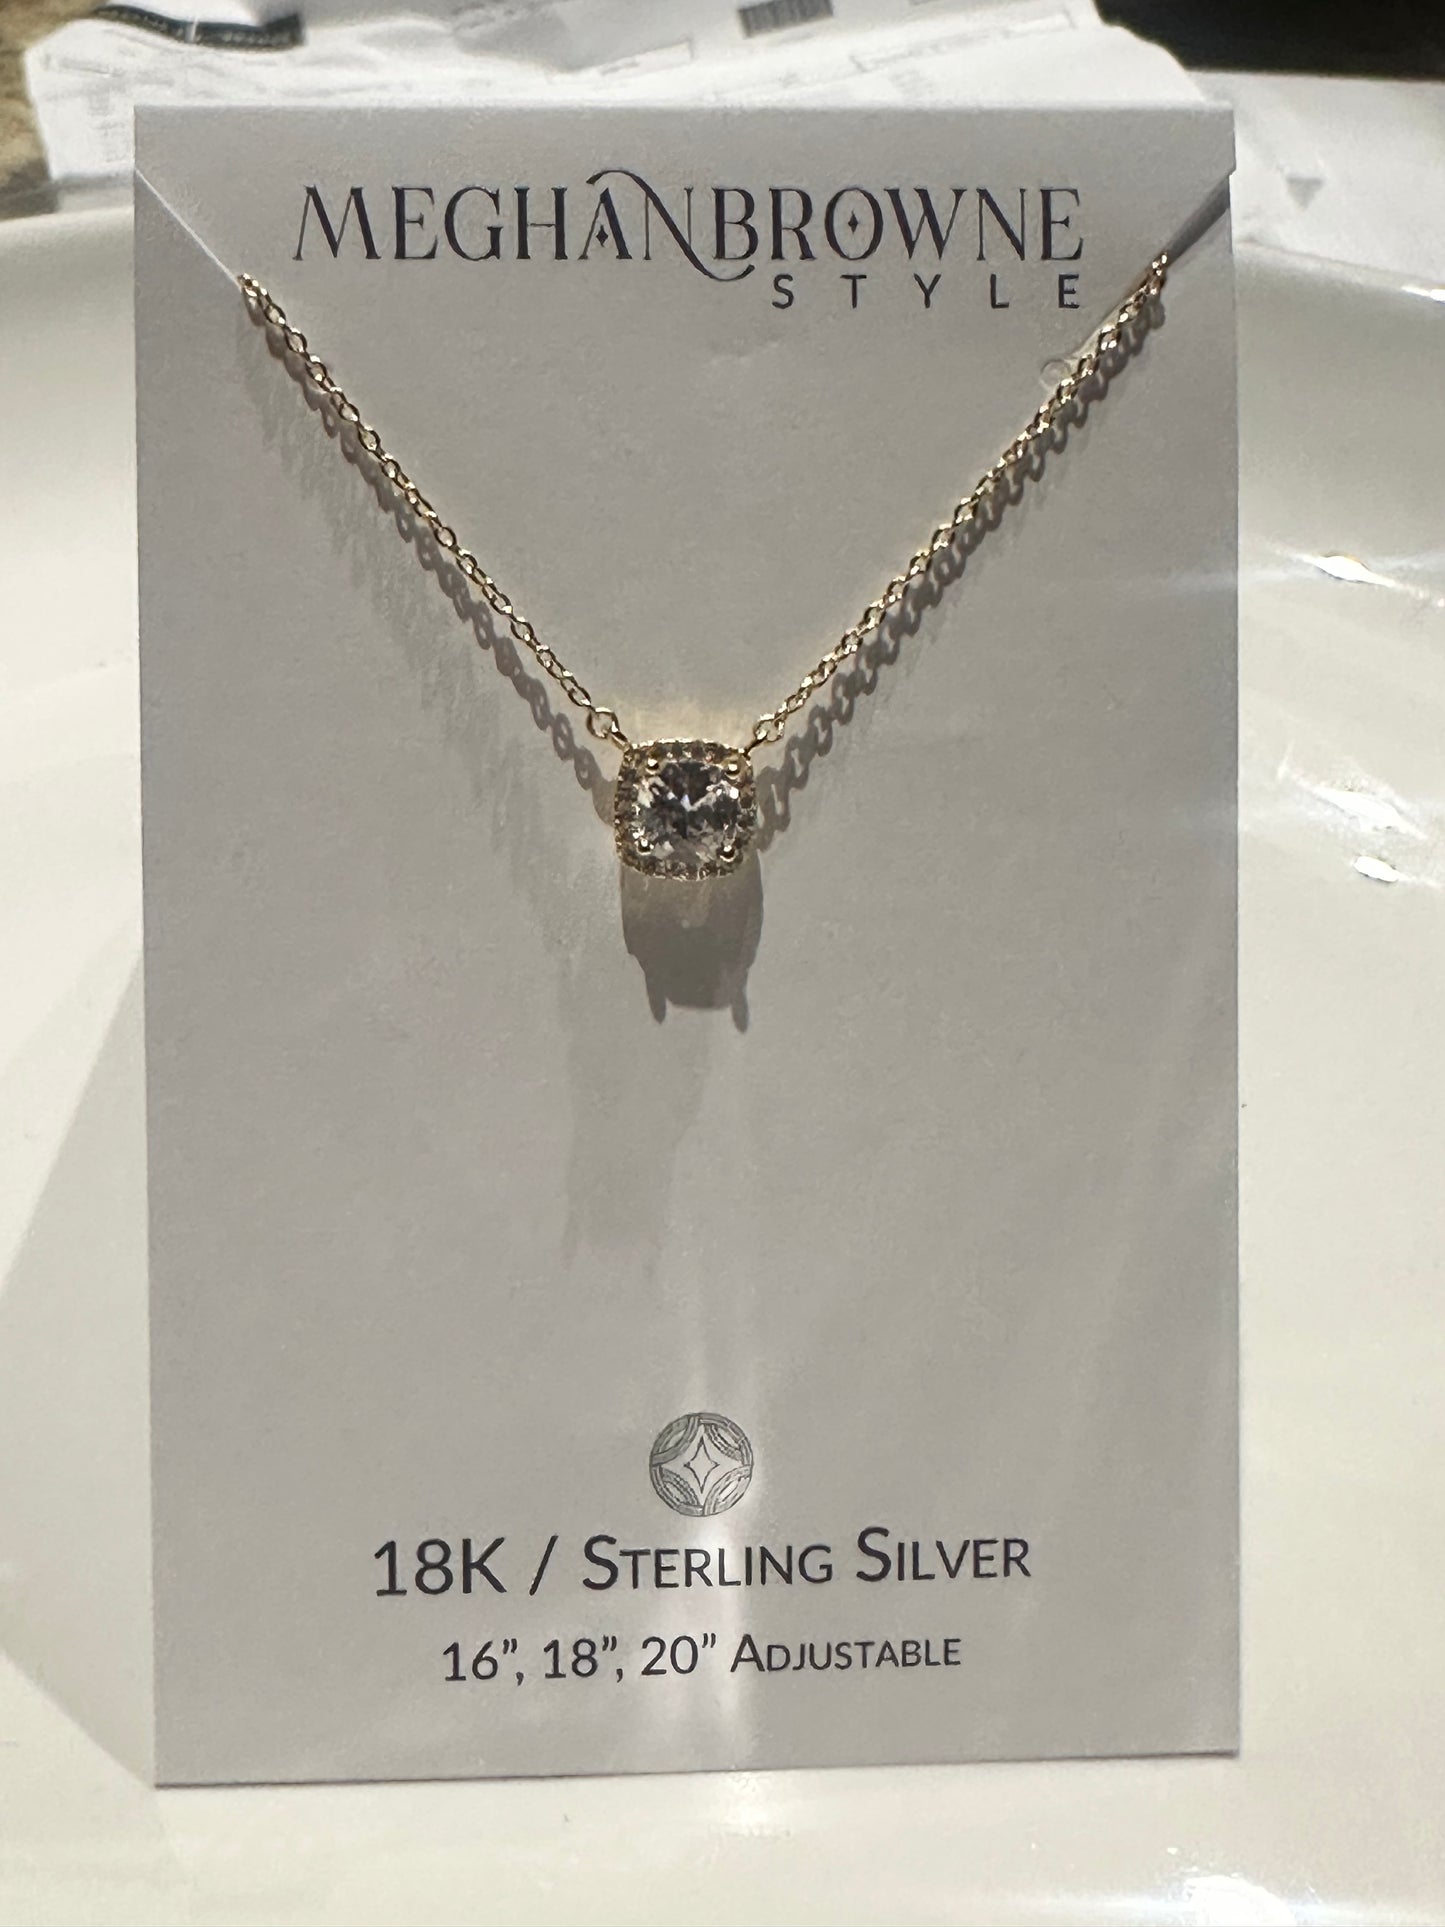 MEGHANBROWNE
STYLE
18K / STERLING SILVER
16”, 18”, 20” ADJUSTABLE